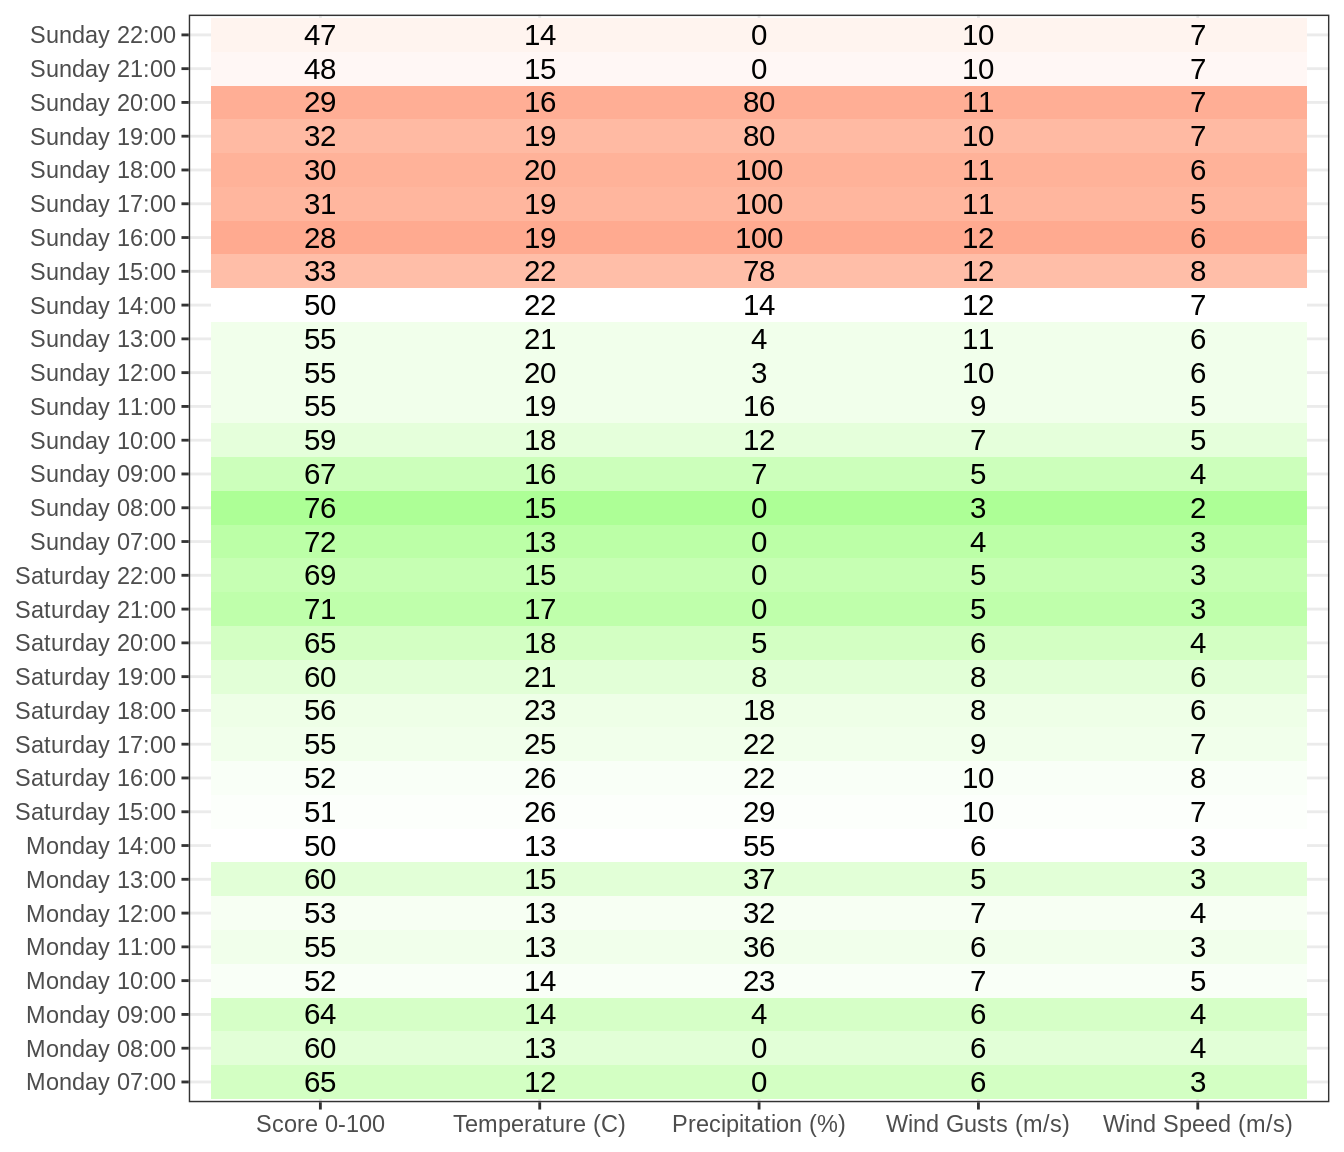 Sunday 22:00 47 14 0 10 7
Sunday 21:00 48 15 0 10 7
Sunday 20:00 29 16 80 11 7
Sunday 19:00 32 19 80 10 7
Sunday 18:00 30 20 100 11 6
Sunday 17:00 31 19 100 11 5
Sunday 16:00 28 19 100 12 6
Sunday 15:00 33 22 78 12 8
Sunday 14:00 50 22 14 12 7
Sunday 13:00 55 21 4 11 6
Sunday 12:00 55 20 3 10 6
Sunday 11:00 55 19 16 9 5
Sunday 10:00 59 18 12 7 5
Sunday 09:00 67 16 7 5 4
Sunday 08:00 76 15 0 3 2
Sunday 07:00 72 13 0 4 3
Saturday 22:00 69 15 0 5 3
Saturday 21:00 71 17 0 5 3
Saturday 20:00 65 18 5 6 4
Saturday 19:00 60 21 8 8 6
Saturday 18:00 56 23 18 8 6
Saturday 17:00 55 25 22 9 7
Saturday 16:00 52 26 22 10 8
Saturday 15:00 51 26 29 10 7
Monday 14:00 50 13 55 6 3
Monday 13:00 60 15 37 5 3
Monday 12:00 53 13 32 7 4
Monday 11:00 55 13 36 6 3
Monday 10:00 52 14 23 7 5
Monday 09:00 64 14 4 6 4
Monday 08:00 60 13 0 6 4
Monday 07:00 65 12 0 6 3
Score 0-100 Temperature (C) Precipitation (%) Wind Gusts (m/s) Wind Speed (m/s)